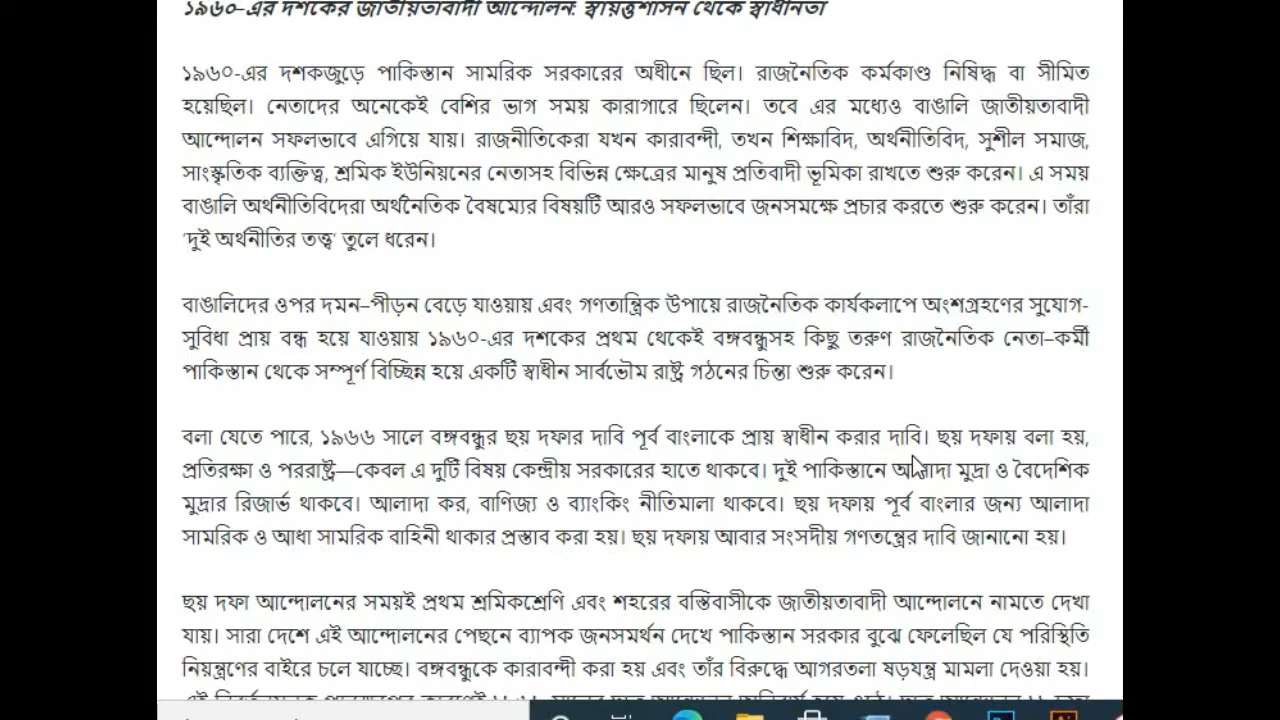 ১৯৬০-এর দশকের জাতীয়তাবাদী আন্দোলন: স্বায়ত্তশাসন থেকে স্বাধীনতা
১৯৬০-এর দশকজুড়ে পাকিস্তান সামরিক সরকারের অধীনে ছিল। রাজনৈতিক কর্মকাণ্ড নিষিদ্ধ বা সীমিত
হয়েছিল। নেতাদের অনেকেই বেশির ভাগ সময় কারাগারে ছিলেন। তবে এর মধ্যেও বাঙালি জাতীয়তাবাদী
আন্দোলন সফলভাবে এগিয়ে যায়। রাজনীতিকেরা যখন কারাবন্দী, তখন শিক্ষাবিদ, অর্থনীতিবিদ, সুশীল সমাজ,
সাংস্কৃতিক ব্যক্তিত্ব, শ্রমিক ইউনিয়নের নেতাসহ বিভিন্ন ক্ষেত্রের মানুষ প্রতিবাদী ভূমিকা রাখতে শুরু করেন। এ সময়
বাঙালি অর্থনীতিবিদেরা অর্থনৈতিক বৈষম্যের বিষয়টি আরও সফলভাবে জনসমক্ষে প্রচার করতে শুরু করেন। তাঁরা
‘দুই অর্থনীতির তত্ত্ব’ তুলে ধরেন।
বাঙালিদের ওপর দমন–পীড়ন বেড়ে যাওয়ায় এবং গণতান্ত্রিক উপায়ে রাজনৈতিক কার্যকলাপে অংশগ্রহণের সুযোগ-
সুবিধা প্রায় বন্ধ হয়ে যাওয়ায় ১৯৬০-এর দশকের প্রথম থেকেই বঙ্গবন্ধুসহ কিছু তরুণ রাজনৈতিক নেতা–কর্মী
পাকিস্তান থেকে সম্পূর্ণ বিচ্ছিন্ন হয়ে একটি স্বাধীন সার্বভৌম রাষ্ট্র গঠনের চিন্তা শুরু করেন।
বলা যেতে পারে, ১৯৬৬ সালে বঙ্গবন্ধুর ছয় দফার দাবি পূর্ব বাংলাকে প্রায় স্বাধীন করার দাবি। ছয় দফায় বলা হয়,
প্রতিরক্ষা ও পররাষ্ট্র—কেবল এ দুটি বিষয় কেন্দ্রীয় সরকারের হাতে থাকবে। দুই পাকিস্তানে আলাদা মুদ্রা ও বৈদেশিক
মুদ্রার রিজার্ভ থাকবে। আলাদা কর, বাণিজ্য ও ব্যাংকিং নীতিমালা থাকবে। ছয় দফায় পূর্ব বাংলার জন্য আলাদা
সামরিক ও আধা সামরিক বাহিনী থাকার প্রস্তাব করা হয়। ছয় দফায় আবার সংসদীয় গণতন্ত্রের দাবি জানানো হয়।
ছয় দফা আন্দোলনের সময়ই প্রথম শ্রমিকশ্রেণি এবং শহরের বস্তিবাসীকে জাতীয়তাবাদী আন্দোলনে নামতে দেখা
যায়। সারা দেশে এই আন্দোলনের পেছনে ব্যাপক জনসমর্থন দেখে পাকিস্তান সরকার বুঝে ফেলেছিল যে পরিস্থিতি
নিয়ন্ত্রণের বাইরে চলে যাচ্ছে। বঙ্গবন্ধুকে কারাবন্দী করা হয় এবং তাঁর বিরুদ্ধে আগরতলা ষড়যন্ত্র মামলা দেওয়া হয়।